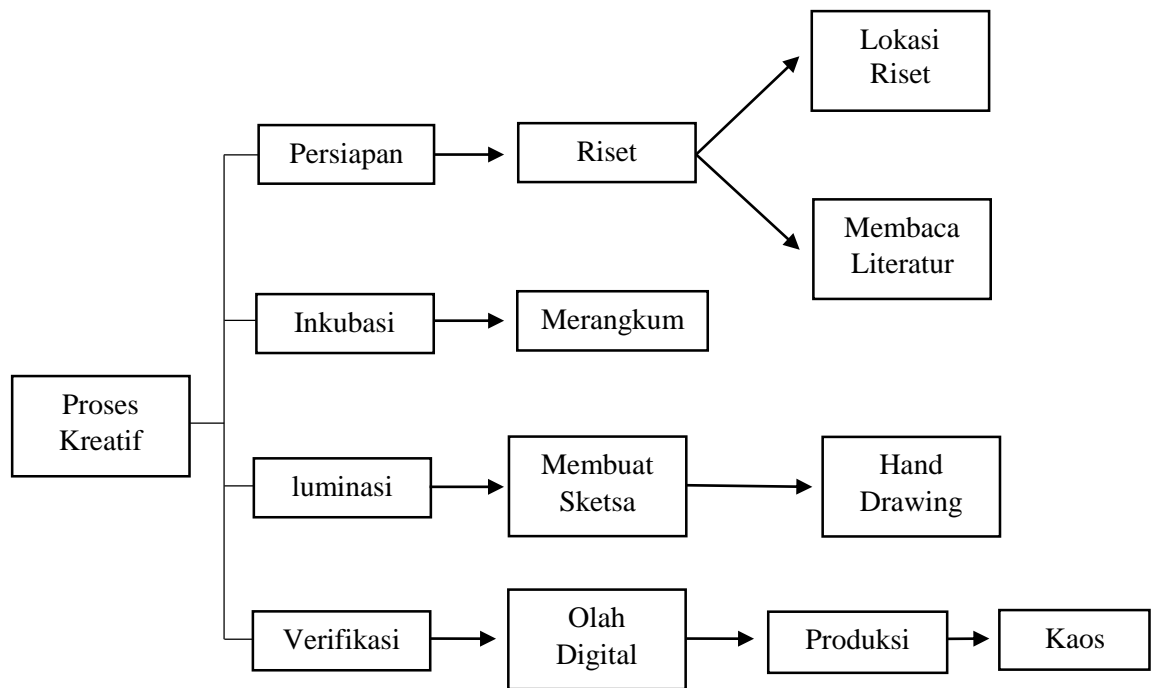 Proses
Kreatif
Persiapan
Riset
Lokasi
Riset
Membaca
Literatur
Inkubasi
Merangkum
luminasi
Membuat
Sketsa
Hand
Drawing
Verifikasi
Olah
Digital
Produksi
Kaos